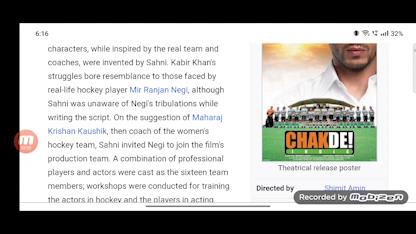 6:16
32%
characters, while inspired by the real team and
coaches, were invented by Sahni. Kabir Khan's
struggles bore resemblance to those faced by
real-life hockey player Mir Ranjan Negi, although
Sahni was unaware of Negi's tribulations while
writing the script. On the suggestion of Maharaj
Krishan Kaushik, then coach of the women's
hockey team, Sahni invited Negi to join the film's
production team. A combination of professional
players and actors were cast as the sixteen team
members; workshops were conducted for training
the actors in hockey and the players in acting.
CHAK DE!
INDIA
Theatrical release poster
Directed by
Shimit Amin
Recorded by Mobizen